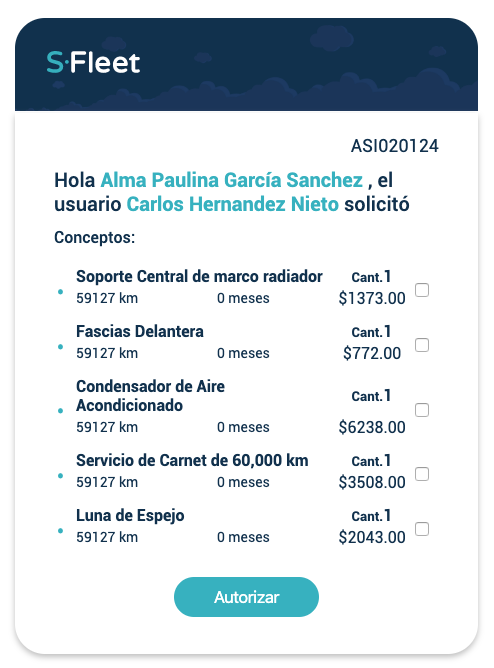 S·Fleet
ASI020124
Hola Alma Paulina García Sanchez , el
usuario Carlos Hernandez Nieto solicitó
Conceptos:
Soporte Central de marco radiador Cant.1
59127 km 0 meses $1373.00
Fascias Delantera Cant.1
59127 km 0 meses $772.00
Condensador de Aire
Acondicionado Cant.1
59127 km 0 meses $6238.00
Servicio de Carnet de 60,000 km Cant.1
59127 km 0 meses $3508.00
Luna de Espejo Cant.1
59127 km 0 meses $2043.00
Autorizar